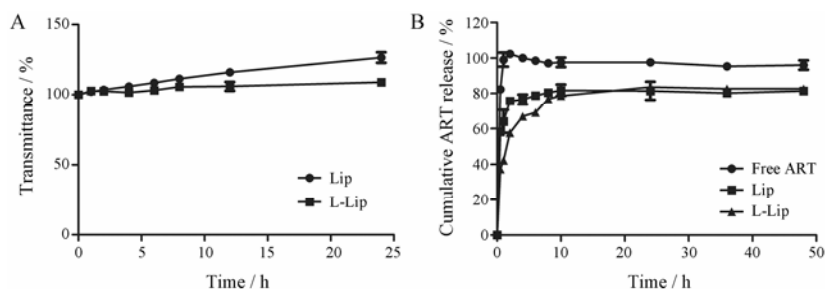 A
Transmittance / %
150
100
50
0
0 5 10 15 20 25
Time / h
Lip
L-Lip
B
Cumulative ART release / %
120
100
80
60
40
20
0
0 10 20 30 40 50
Time / h
Free ART
Lip
L-Lip